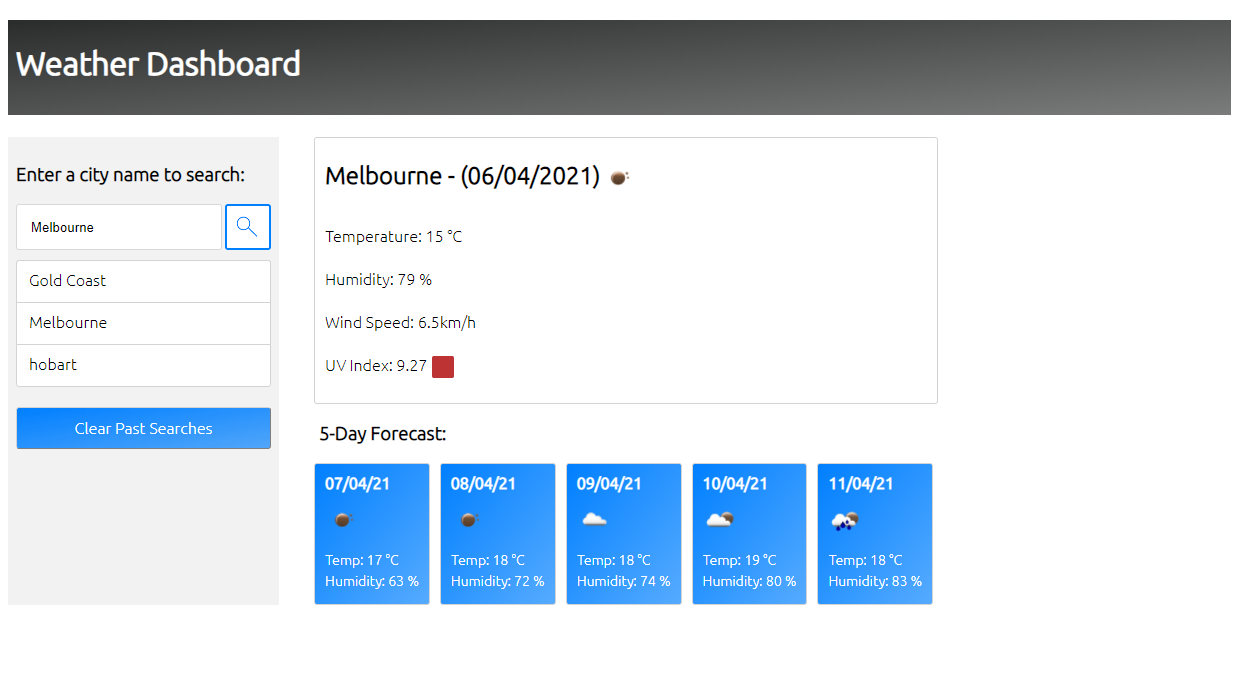 Weather Dashboard
Enter a city name to search:
Melbourne
Gold Coast
Melbourne
hobart
Clear Past Searches
Melbourne - (06/04/2021)
Temperature: 15 °C
Humidity: 79 %
Wind Speed: 6.5km/h
UV Index: 9.27
5-Day Forecast:
07/04/21
Temp: 17 °C
Humidity: 63 %
08/04/21
Temp: 18 °C
Humidity: 72 %
09/04/21
Temp: 18 °C
Humidity: 74 %
10/04/21
Temp: 19 °C
Humidity: 80 %
11/04/21
Temp: 18 °C
Humidity: 83 %